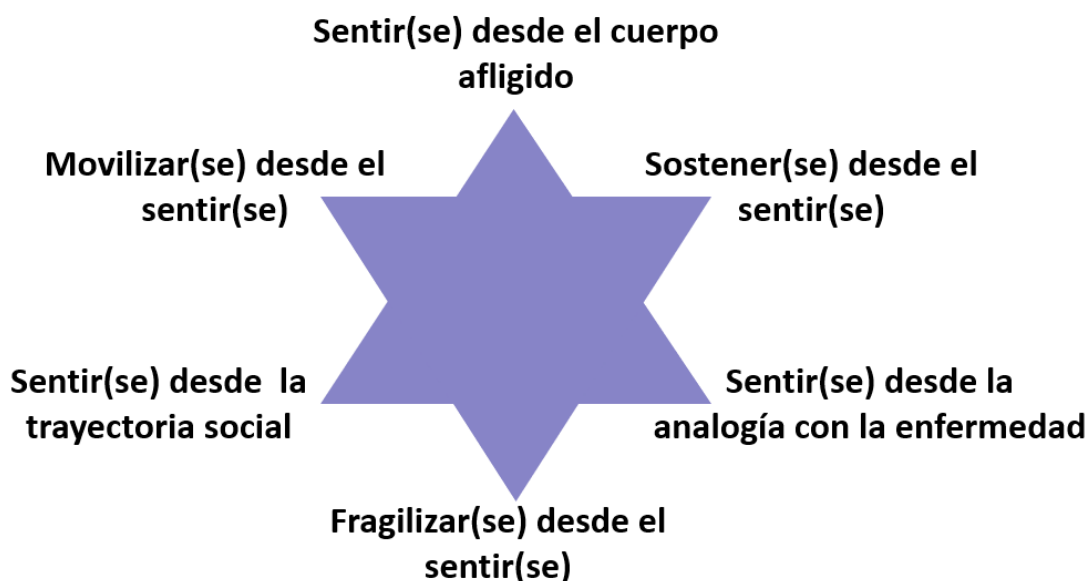 Sentir(se) desde el cuerpo
afligido
Movilizar(se) desde el
sentir(se)
Sostener(se) desde el
sentir(se)
Sentir(se) desde la
trayectoria social
Sentir(se) desde la
analogía con la enfermedad
Fragilizar(se) desde el
sentir(se)